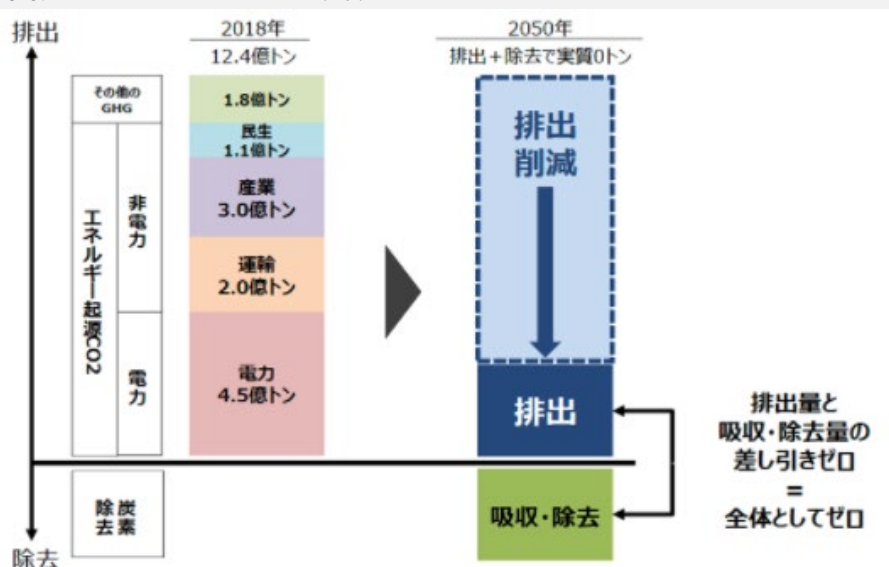 排出
2018年
12.4億トン
2050年
排出+除去で実質0トン
その他の
GHG
エネルギー起源CO2
非電力
電力
1.8億トン
民生
1.1億トン
産業
3.0億トン
運輸
2.0億トン
電力
4.5億トン
排出
削減
排出
吸収・除去
排出量と
吸収・除去量の
差し引きゼロ
=
全体としてゼロ
炭素
除去
除去